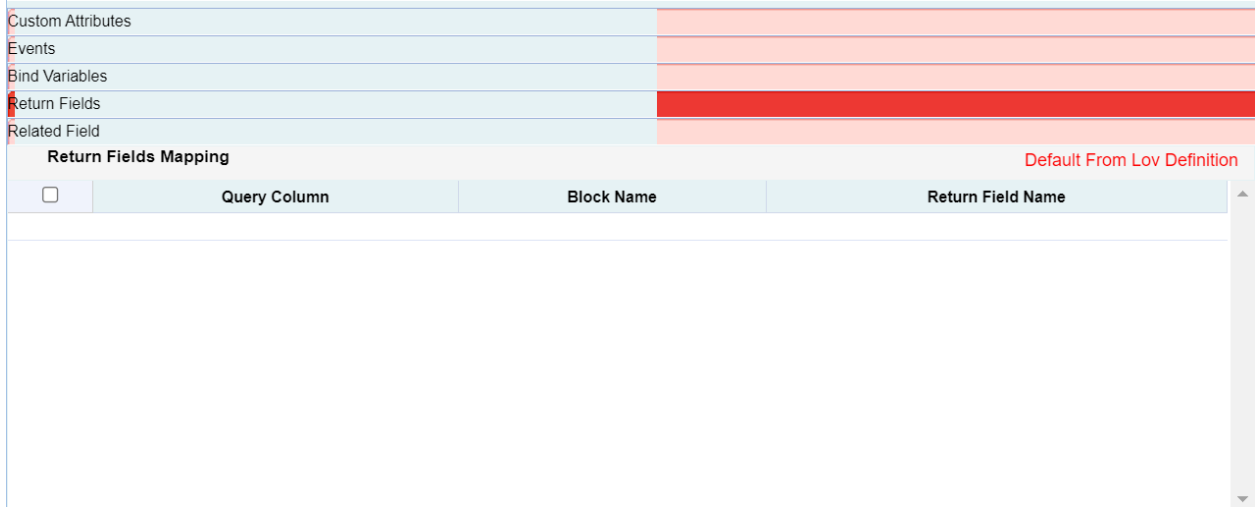 Custom Attributes
Events
Bind Variables
Return Fields
Related Field
Return Fields Mapping
Default From Lov Definition
Query Column Block Name Return Field Name